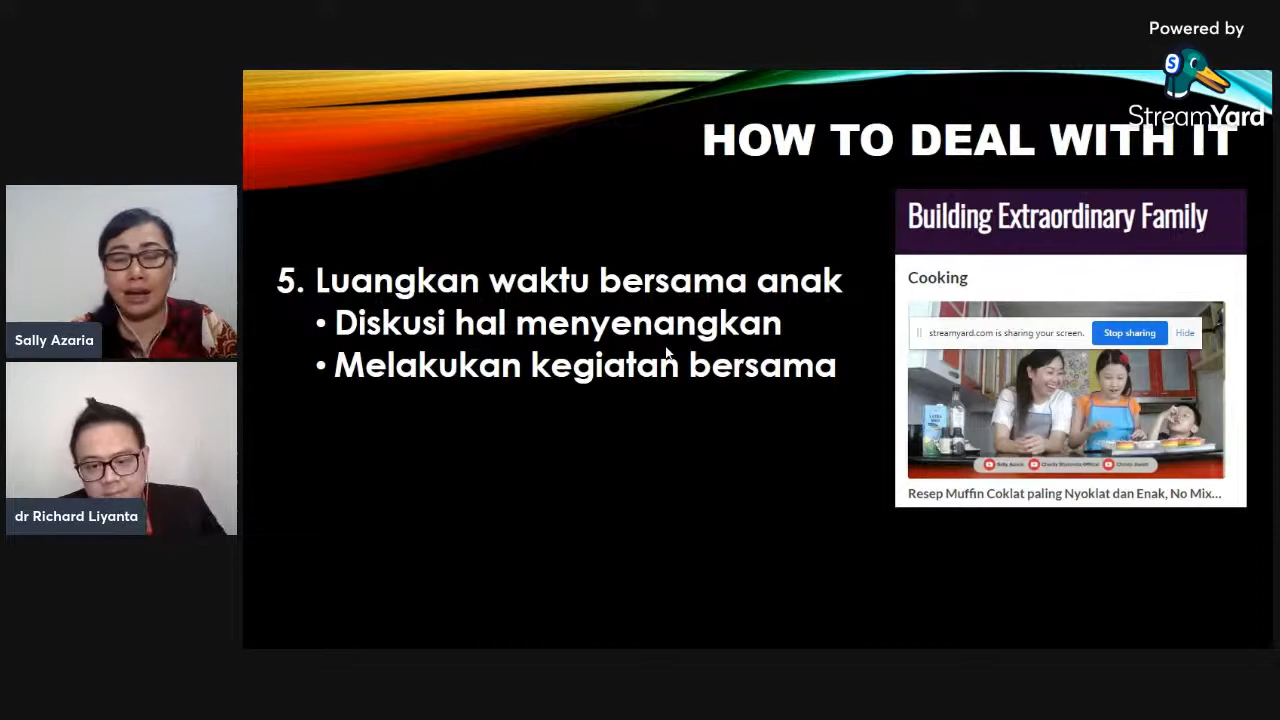 Powered by
StreamYard
HOW TO DEAL WITH IT
Building Extraordinary Family
Cooking
5. Luangkan waktu bersama anak
• Diskusi hal menyenangkan
• Melakukan kegiatan bersama
streamyard.com is sharing your screen.
Stop sharing
Hide
Sally Azaria
Resep Muffin Coklat paling Nyoklat dan Enak, No Mix...
dr Richard Liyanta